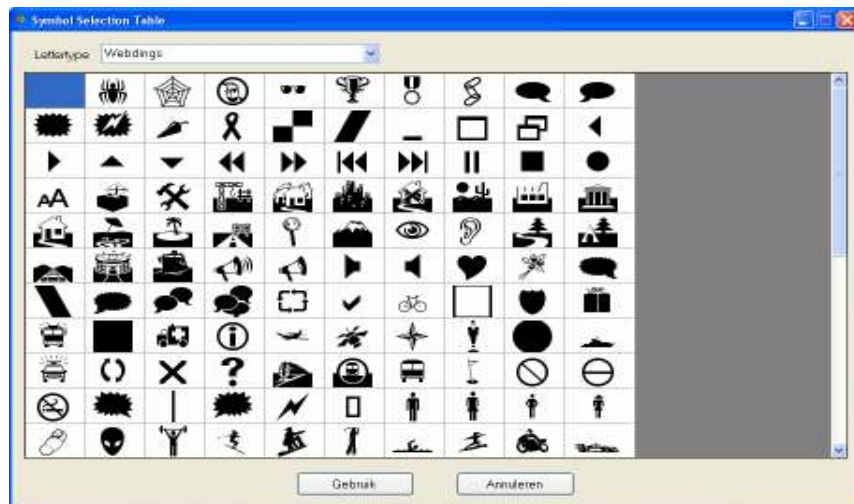 Symbol Selection Table
Lettertype Webdings
AA
i
?
Gebruik Annuleren